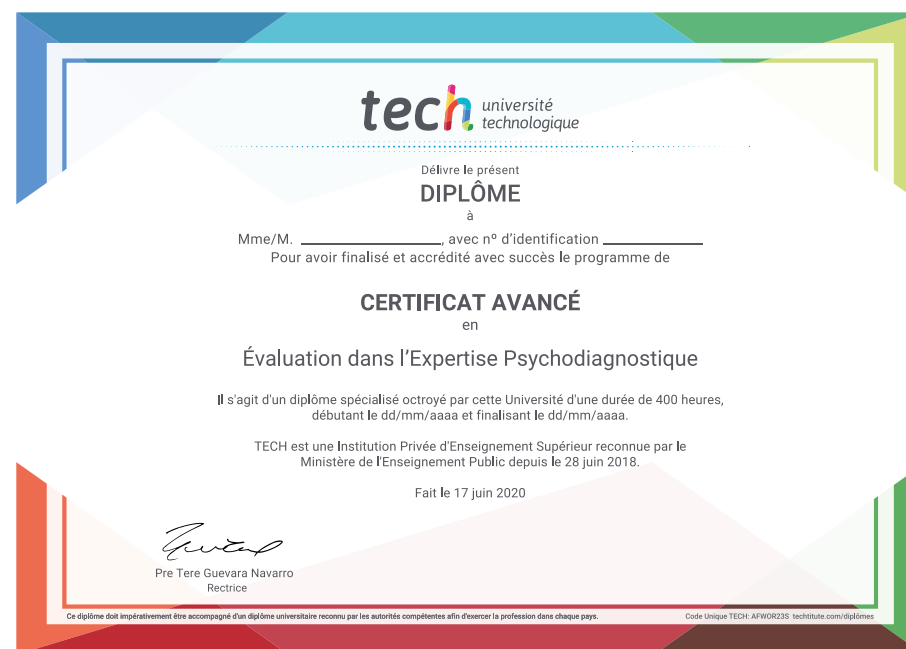 tech université
technologique
Délivre le présent
DIPLÔME
à
Mme/M. ____________________, avec nº d'identification ______________
Pour avoir finalisé et accrédité avec succès le programme de
CERTIFICAT AVANCÉ
en
Évaluation dans l'Expertise Psychodiagnostique
Il s'agit d'un diplôme spécialisé octroyé par cette Université d'une durée de 400 heures,
débutant le dd/mm/aaaa et finalisant le dd/mm/aaaa.
TECH est une Institution Privée d'Enseignement Supérieur reconnue par le
Ministère de l'Enseignement Public depuis le 28 juin 2018.
Fait le 17 juin 2020
Pre Tere Guevara Navarro
Rectrice
Ce diplôme doit impérativement être accompagné d'un diplôme universitaire reconnu par les autorités compétentes afin d'exercer la profession dans chaque pays.
Code Unique TECH: AFWOR23S techtitute.com/diplômes